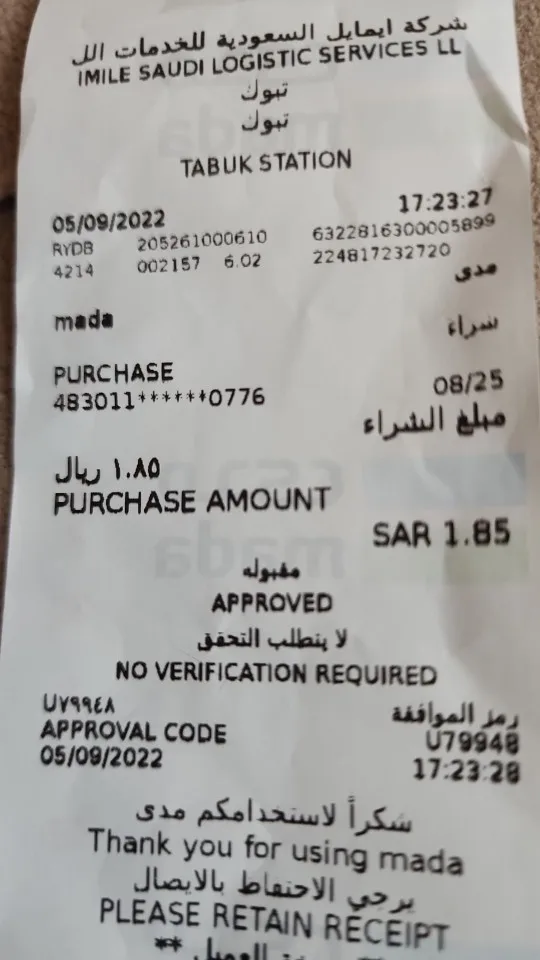 شركة ايمايل السعودية للخدمات الل
IMILE SAUDI LOGISTIC SERVICES LL
تبوك
تبوك
TABUK STATION
05/09/2022 17:23:27
RYDB 205261000610 6322816300005899
4214 002157 6.02 224817232720
مدى
mada
شراء
PURCHASE
483011******0776 08/25
مبلغ الشراء
١.٨٥ ريال
PURCHASE AMOUNT
SAR 1.85
مقبوله
APPROVED
لا يتطلب التحقق
NO VERIFICATION REQUIRED
U٧٩٩٤٨ رمز الموافقة
APPROVAL CODE U79948
05/09/2022 17:23:28
شكراً لاستخدامكم مدى
Thank you for using mada
يرجي الاحتفاظ بالايصال
PLEASE RETAIN RECEIPT
العميل **